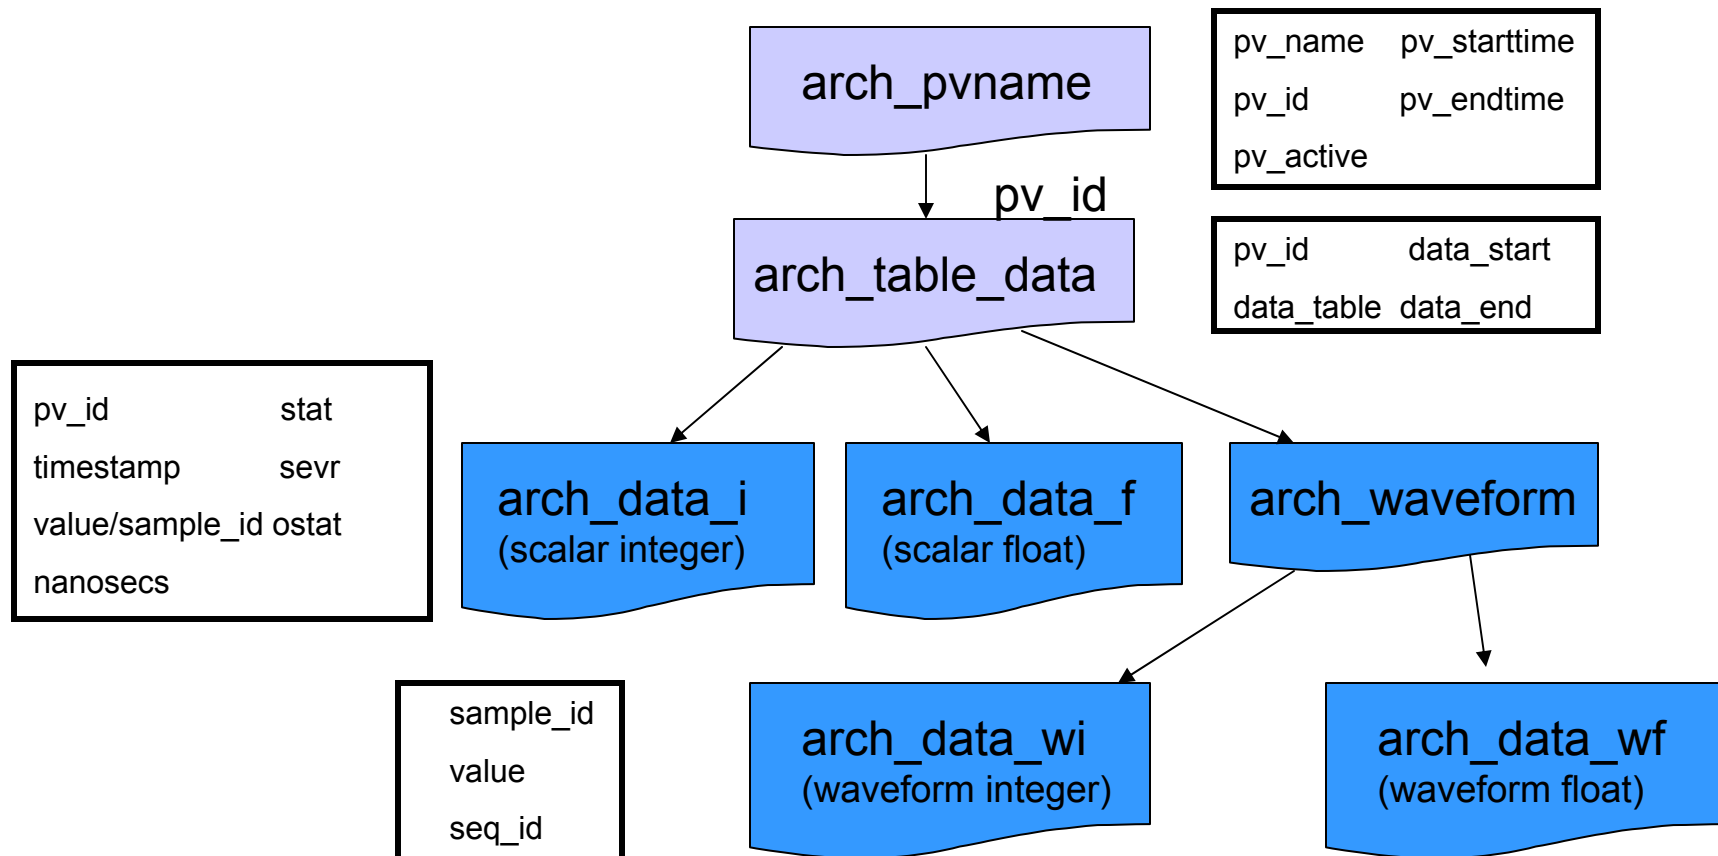 arch_pvname
pv_name pv_starttime
pv_id pv_endtime
pv_active
pv_id
arch_table_data
pv_id data_start
data_table data_end
pv_id stat
timestamp sevr
value/sample_id ostat
nanosecs
arch_data_i
(scalar integer)
arch_data_f
(scalar float)
arch_waveform
sample_id
value
seq_id
arch_data_wi
(waveform integer)
arch_data_wf
(waveform float)